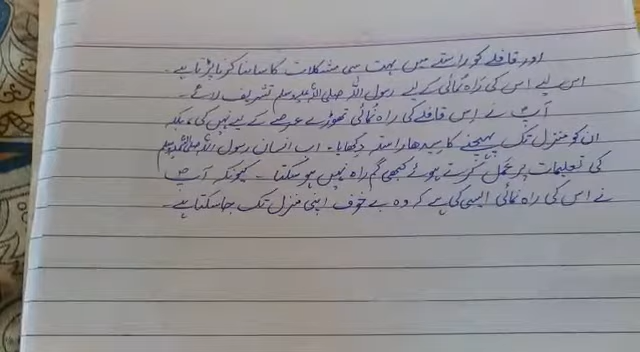 اور قافلے کو راستے میں بہت سی مشکلات کا سامنا کرنا پڑتا ہے۔
اس لیے اس کی راہ نمائی کے لیے رسول اللہ صلی اللہ علیہ وسلم تشریف لائے۔
آپؐ نے اس قافلے کی راہ نمائی تھوڑے عرصے کے لیے نہیں کی، بلکہ
ان کو منزل تک پہنچنے کا سیدھا راستہ دکھایا۔ اب انسان رسول اللہ صلی اللہ علیہ وسلم
کی تعلیمات پر عمل کرتے ہوئے کبھی گم راہ نہیں ہو سکتا۔ کیونکہ آپؐ
نے اس کی راہ نمائی ایسی کی ہے کہ وہ بے خوف اپنی منزل تک جا سکتا ہے۔